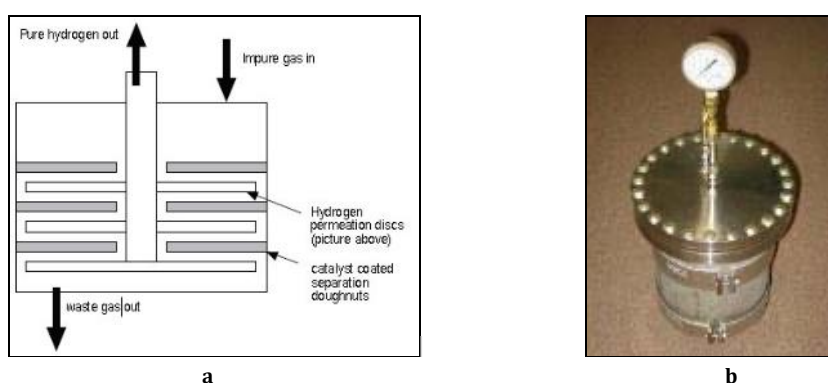 Pure hydrogen out
Impure gas in
Hydrogen
permeation discs
(picture above)
catalyst coated
separation
doughnuts
waste gas out
a
b